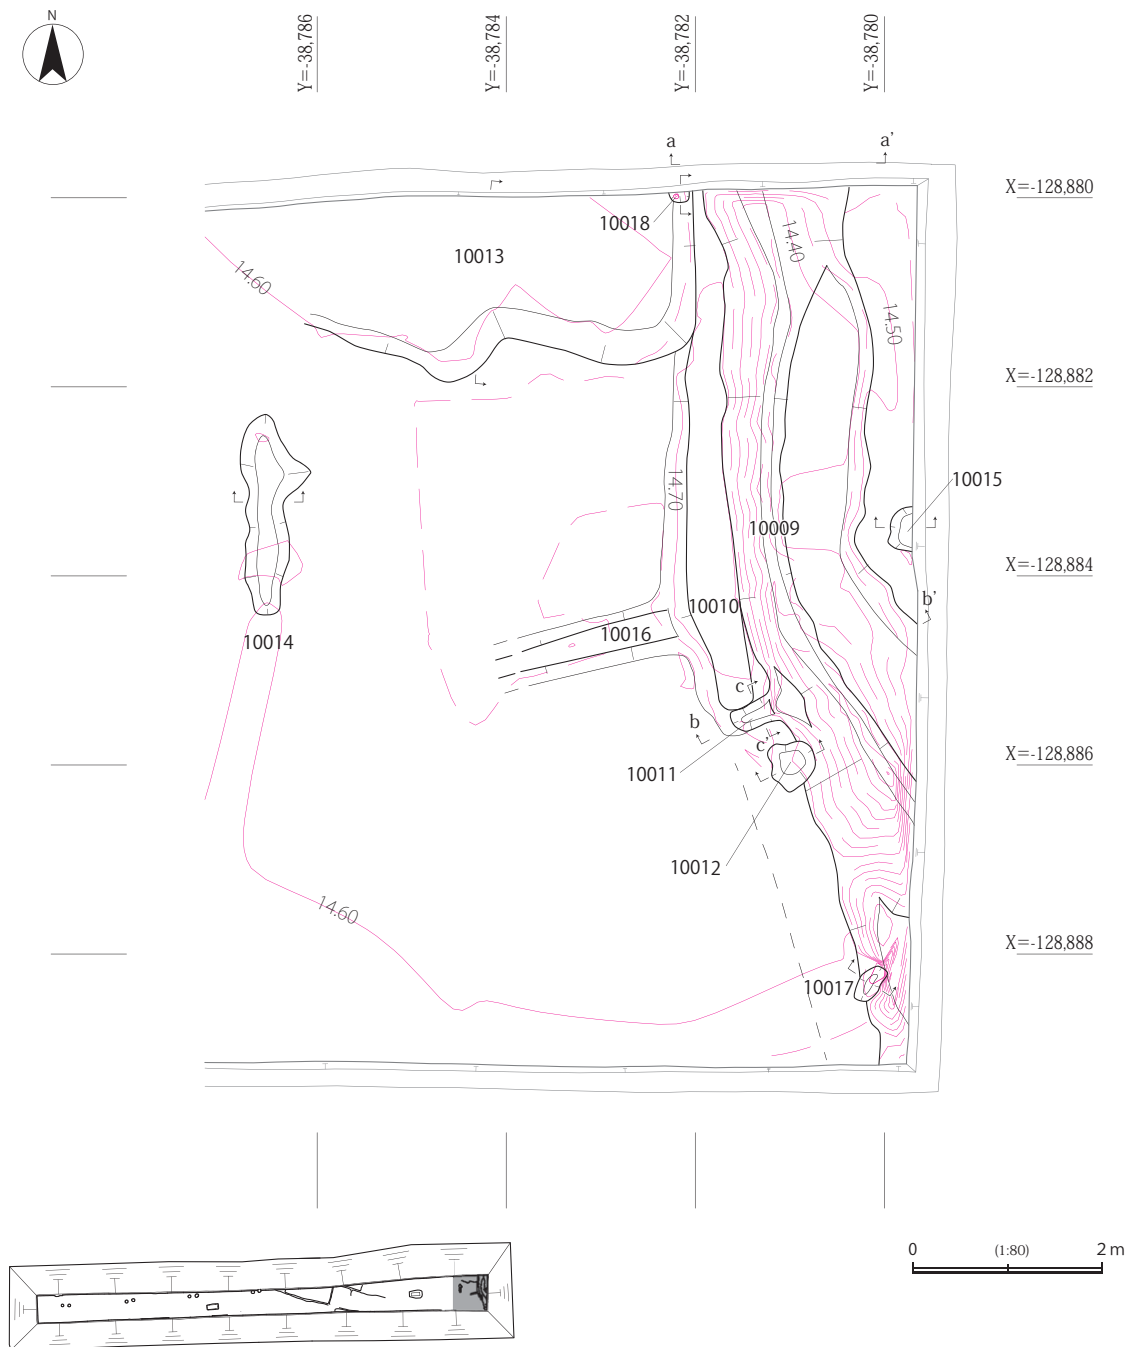 N
Y=-38,786
Y=-38,784
Y=-38,782
Y=-38,780
a
a'
X=-128,880
10018
14.40
10013
14.60
14.50
X=-128,882
14.70
10015
10009
X=-128,884
10010
b'
10016
10014
c
b
c'
X=-128,886
10011
10012
14.60
X=-128,888
10017
0
(1:80)
2 m